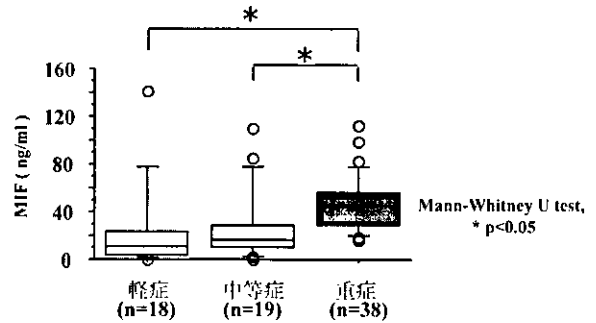 *
*
160
120
80
40
0
MIF ( ng/ml )
軽症
(n=18)
中等症
(n=19)
重症
(n=38)
Mann-Whitney U test,
* p<0.05